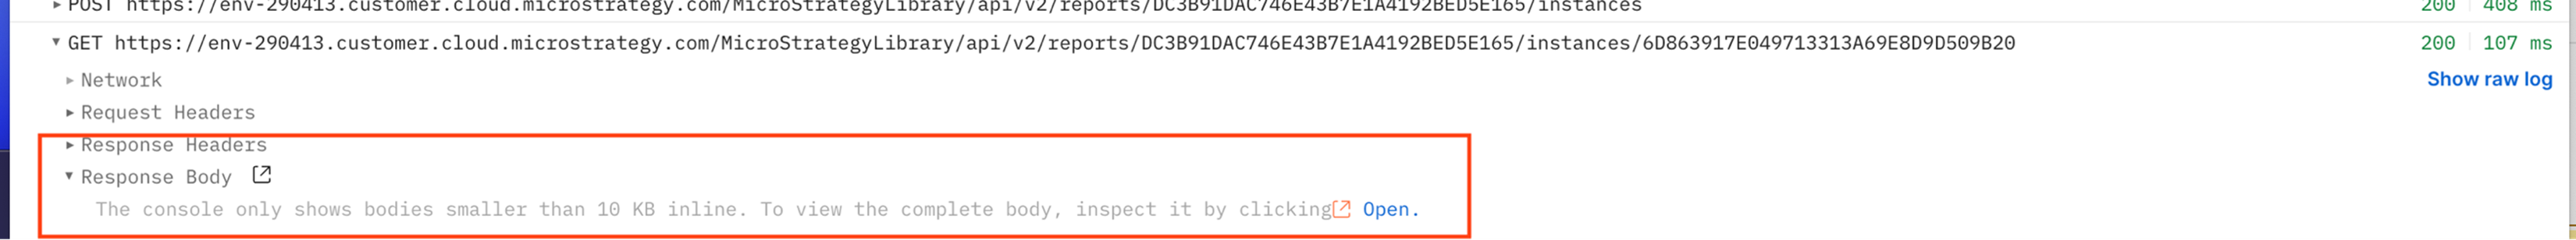 POST https://env-290413.customer.cloud.microstrategy.com/MicroStrategyLibrary/api/v2/reports/DC3B91DAC746E43B7E1A4192BED5E165/instances 200 408 ms
GET https://env-290413.customer.cloud.microstrategy.com/MicroStrategyLibrary/api/v2/reports/DC3B91DAC746E43B7E1A4192BED5E165/instances/6D863917E049713313A69E8D9D509B20 200 107 ms
Network Show raw log
Request Headers
Response Headers
Response Body
The console only shows bodies smaller than 10 KB inline. To view the complete body, inspect it by clicking Open.